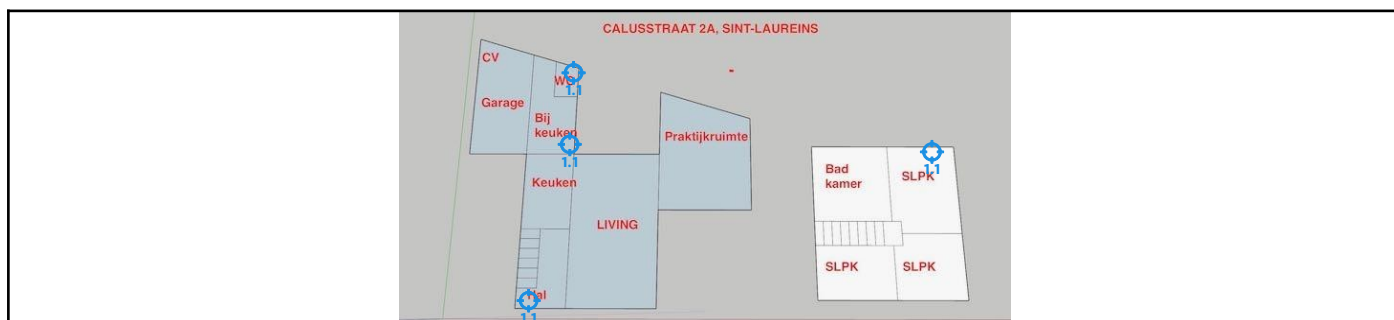 CALUSSTRAAT 2A, SINT-LAUREINS
CV
WC
1.1
Garage
Bij
keuken
1.1
Praktijkruimte
Keuken
LIVING
Hal
1.1
Bad
kamer
SLPK
1.1
SLPK
SLPK